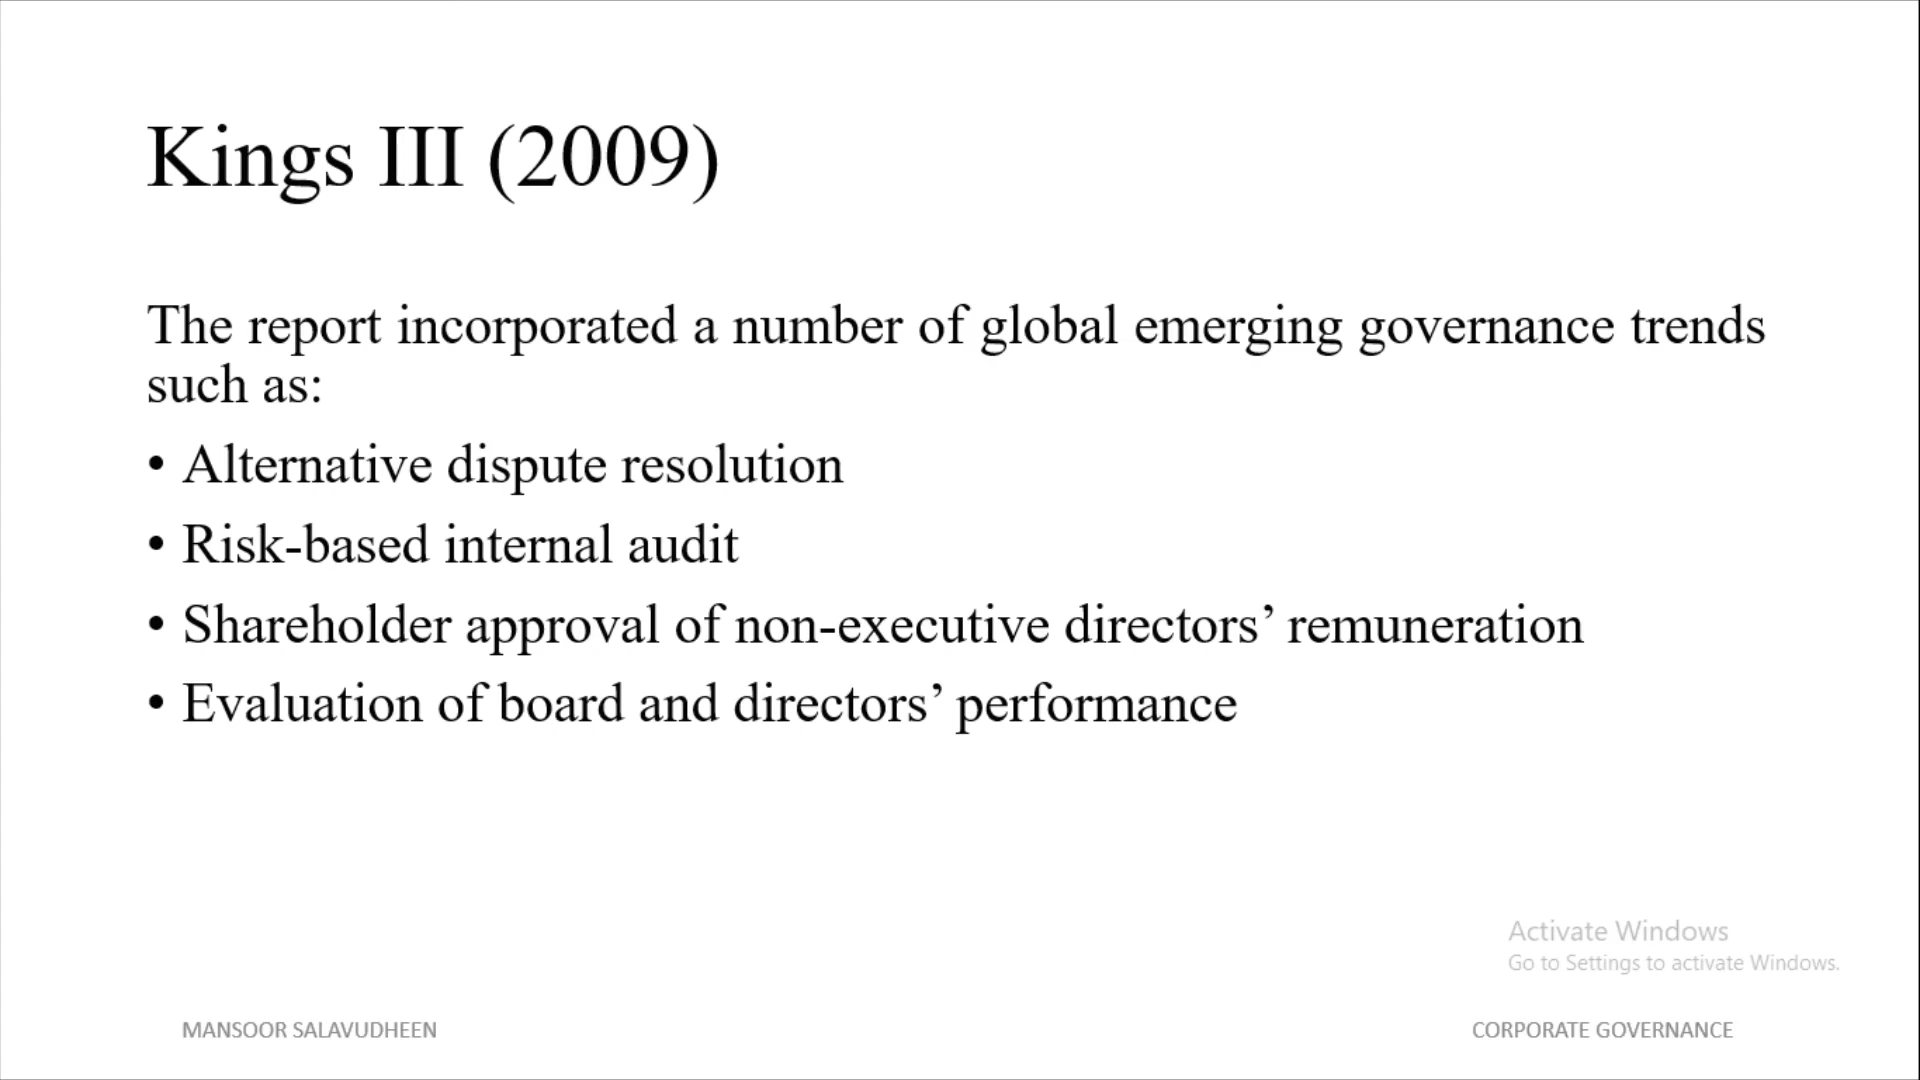 Kings III (2009)
The report incorporated a number of global emerging governance trends
such as:
• Alternative dispute resolution
• Risk-based internal audit
• Shareholder approval of non-executive directors’ remuneration
• Evaluation of board and directors’ performance
Activate Windows
Go to Settings to activate Windows.
MANSOOR SALAVUDHEEN
CORPORATE GOVERNANCE